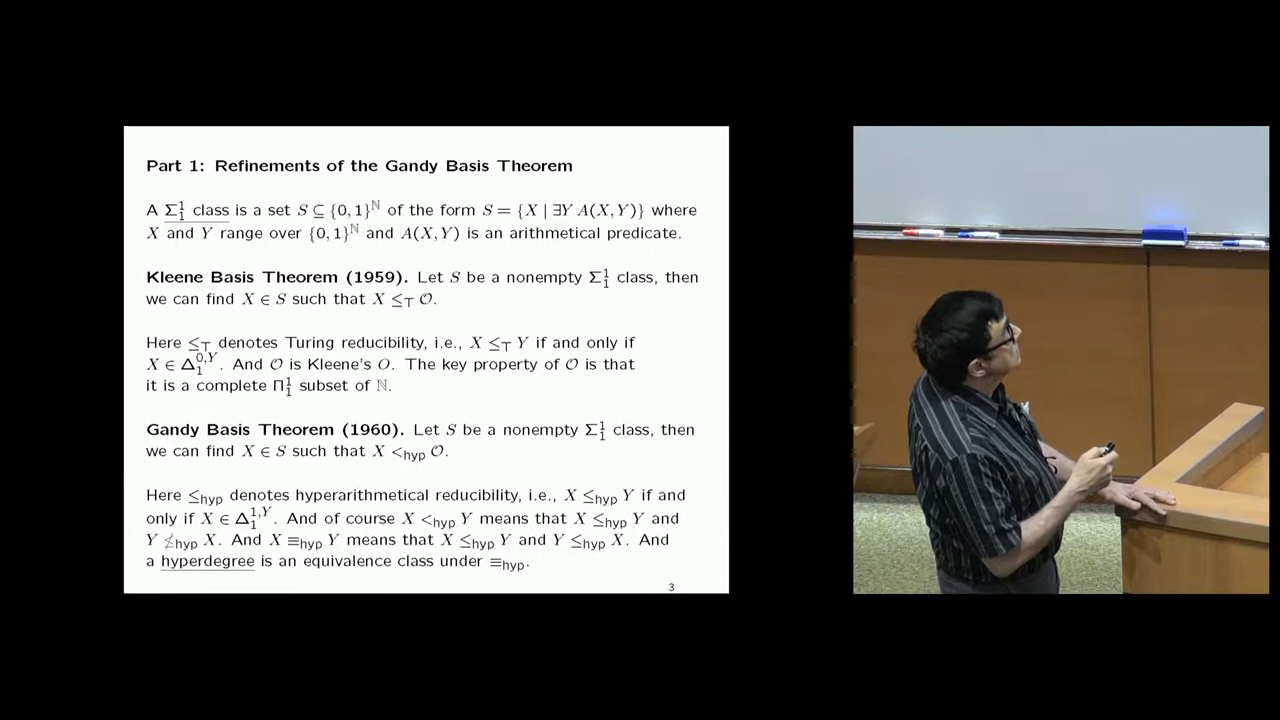 Part 1: Refinements of the Gandy Basis Theorem
A Σ¹₁ class is a set S ⊆ {0, 1}^ℕ of the form S = {X | ∃Y A(X, Y)} where
X and Y range over {0, 1}^ℕ and A(X, Y) is an arithmetical predicate.
Kleene Basis Theorem (1959). Let S be a nonempty Σ¹₁ class, then
we can find X ∈ S such that X ≤_T 𝒪.
Here ≤_T denotes Turing reducibility, i.e., X ≤_T Y if and only if
X ∈ Δ₁^{0,Y}. And 𝒪 is Kleene's O. The key property of 𝒪 is that
it is a complete Π¹₁ subset of ℕ.
Gandy Basis Theorem (1960). Let S be a nonempty Σ¹₁ class, then
we can find X ∈ S such that X <_hyp 𝒪.
Here ≤_hyp denotes hyperarithmetical reducibility, i.e., X ≤_hyp Y if and
only if X ∈ Δ₁^{1,Y}. And of course X <_hyp Y means that X ≤_hyp Y and
Y ≰_hyp X. And X ≡_hyp Y means that X ≤_hyp Y and Y ≤_hyp X. And
a hyperdegree is an equivalence class under ≡_hyp.
3